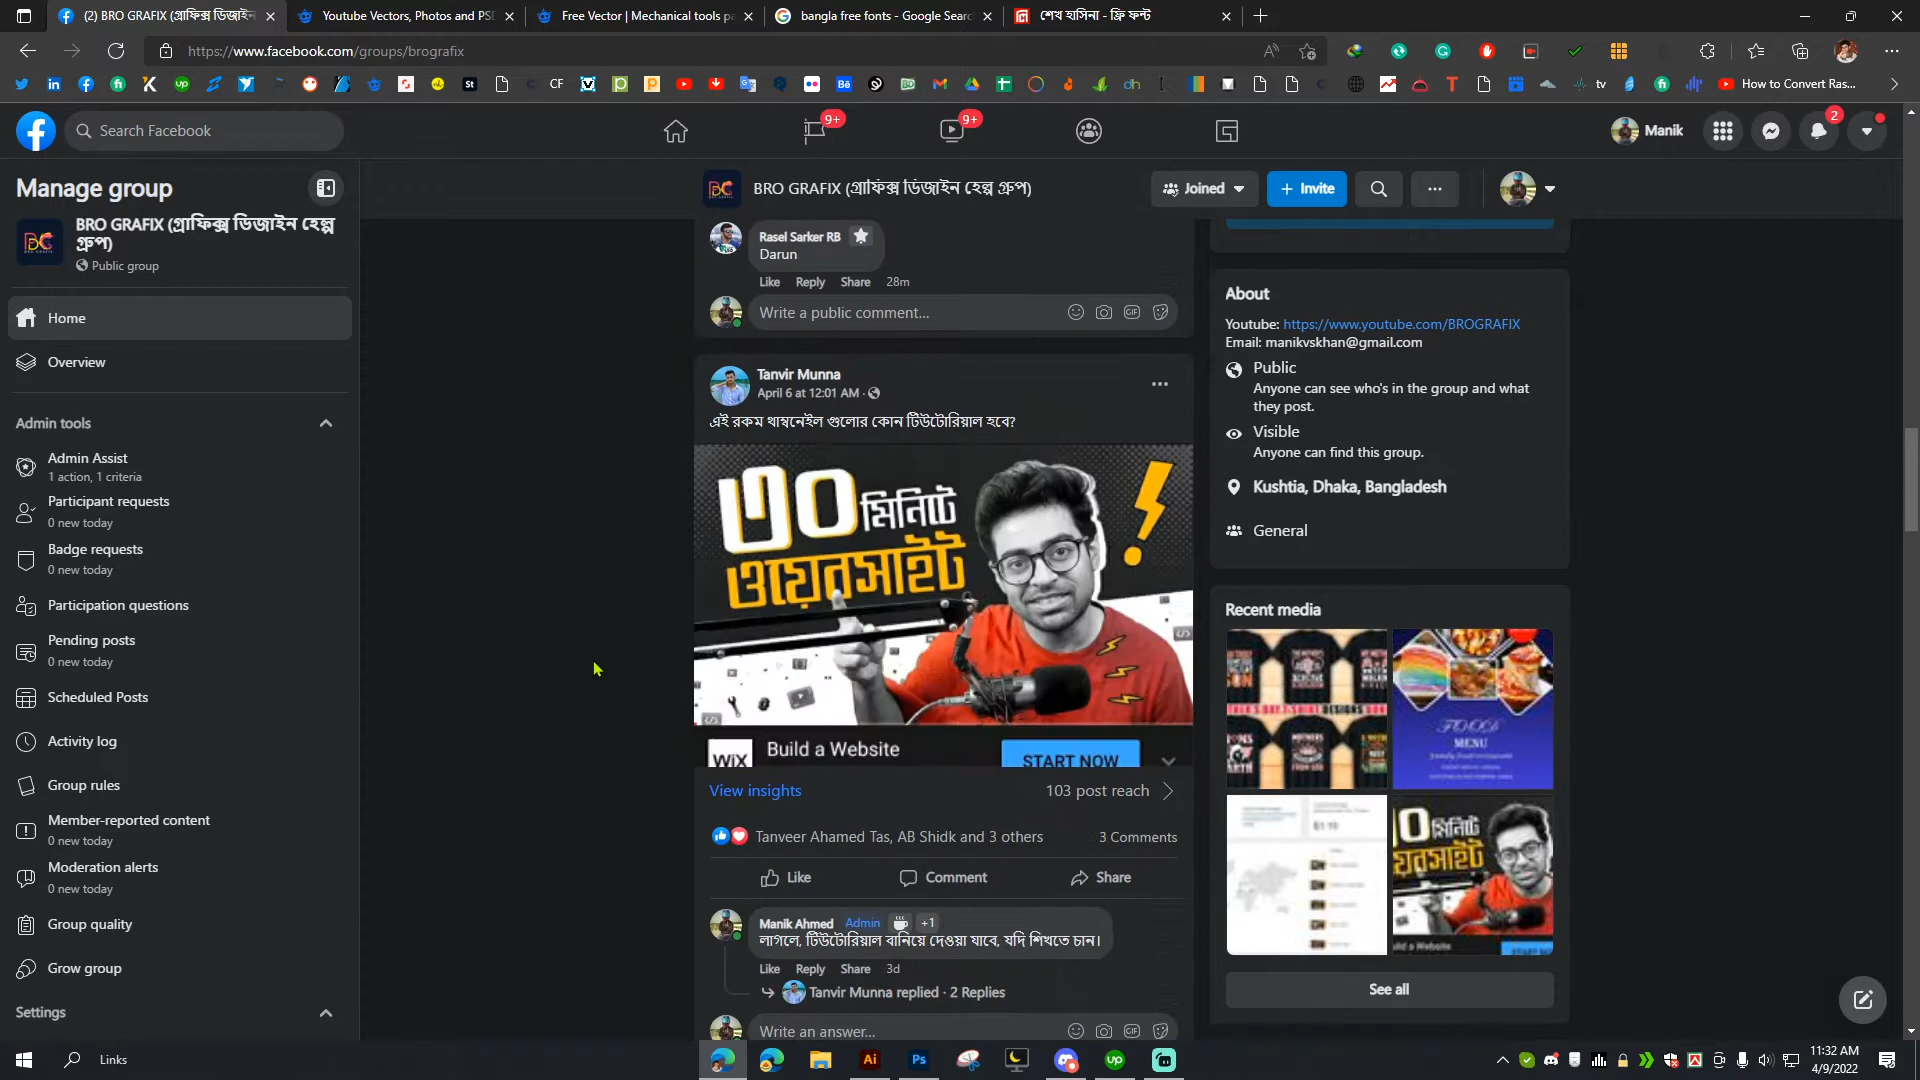 (2) BRO GRAFIX (গ্রাফিক্স ডিজাইন
Youtube Vectors, Photos and PSD
Free Vector | Mechanical tools pa
bangla free fonts - Google Searc
শেখ হাসিনা - ফ্রি ফন্ট
https://www.facebook.com/groups/brografix
CF
tv
How to Convert Ras...
Search Facebook
9+
9+
Manik
2
Manage group
BRO GRAFIX (গ্রাফিক্স ডিজাইন হেল্প গ্রুপ)
Joined
+ Invite
BRO GRAFIX (গ্রাফিক্স ডিজাইন হেল্প
গ্রুপ)
Public group
Home
Overview
Admin tools
Admin Assist
1 action, 1 criteria
Participant requests
0 new today
Badge requests
0 new today
Participation questions
Pending posts
0 new today
Scheduled Posts
Activity log
Group rules
Member-reported content
0 new today
Moderation alerts
0 new today
Group quality
Grow group
Settings
Rasel Sarker RB
Darun
Like Reply Share 28m
Write a public comment...
Tanvir Munna
April 6 at 12:01 AM
এই রকম থাম্বনেইল গুলোর কোন টিউটোরিয়াল হবে?
৩০ মিনিটে
ওয়েবসাইট
WiX
Build a Website
START NOW
View insights
103 post reach
Tanveer Ahamed Tas, AB Shidk and 3 others
3 Comments
Like
Comment
Share
Manik Ahmed Admin +1
লাগলে, টিউটোরিয়াল বানিয়ে দেওয়া যাবে, যদি শিখতে চান।
Like Reply Share 3d
Tanvir Munna replied · 2 Replies
Write an answer...
About
Youtube: https://www.youtube.com/BROGRAFIX
Email: manikvskhan@gmail.com
Public
Anyone can see who's in the group and what
they post.
Visible
Anyone can find this group.
Kushtia, Dhaka, Bangladesh
General
Recent media
FOOD
MENU
See all
Links
11:32 AM
4/9/2022